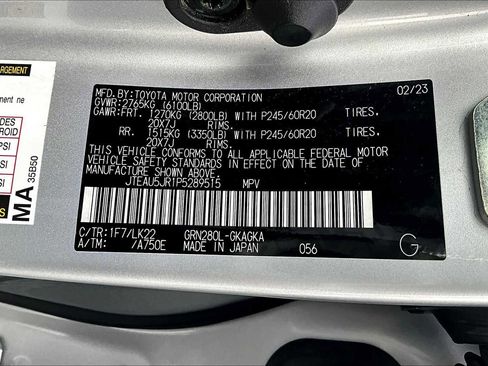 MFD. BY: TOYOTA MOTOR CORPORATION 02/23
GVWR: 2765KG (6100LB)
GAWR: FRT. 1270KG (2800LB) WITH P245/60R20 TIRES.
20X7J RIMS.
RR. 1515KG (3350LB) WITH P245/60R20 TIRES.
20X7J RIMS.
THIS VEHICLE CONFORMS TO ALL APPLICABLE FEDERAL MOTOR
VEHICLE SAFETY STANDARDS IN EFFECT ON THE DATE OF
MANUFACTURE SHOWN ABOVE.
JTEAU5JR1P5289515 MPV
C/TR: 1F7/LK22 GRN280L-GKAGKA
A/TM: /A750E MADE IN JAPAN 056
G
MA
35B50